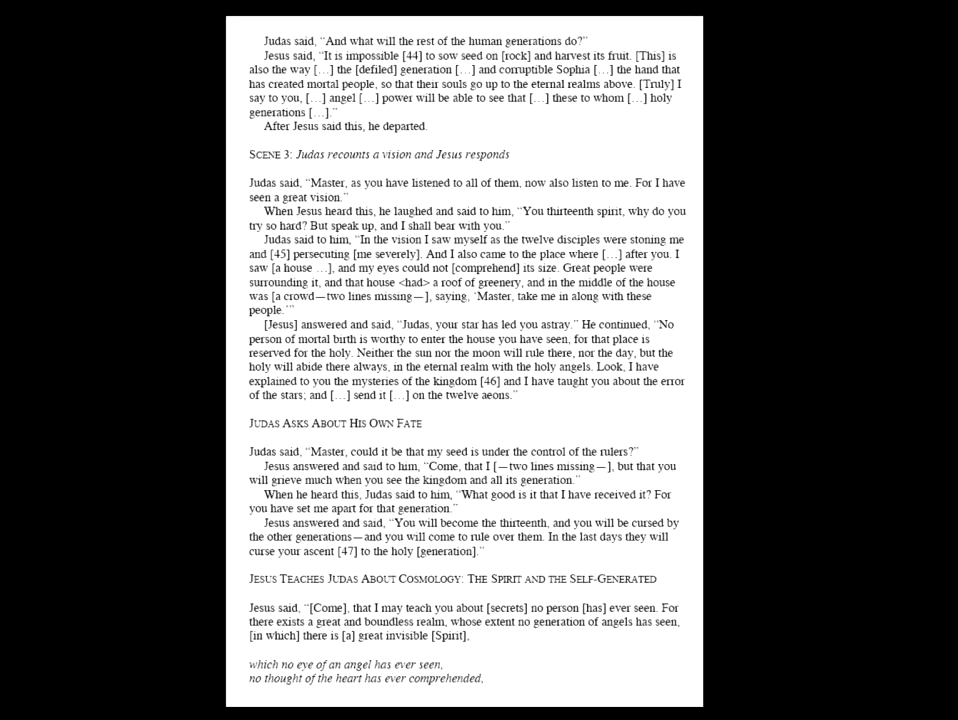 Judas said, “And what will the rest of the human generations do?”
Jesus said, “It is impossible [44] to sow seed on [rock] and harvest its fruit. [This] is
also the way […] the [defiled] generation […] and corruptible Sophia […] the hand that
has created mortal people, so that their souls go up to the eternal realms above. [Truly] I
say to you, […] angel […] power will be able to see that […] these to whom […] holy
generations […].”
After Jesus said this, he departed.
SCENE 3: Judas recounts a vision and Jesus responds
Judas said, “Master, as you have listened to all of them, now also listen to me. For I have
seen a great vision.”
When Jesus heard this, he laughed and said to him, “You thirteenth spirit, why do you
try so hard? But speak up, and I shall bear with you.”
Judas said to him, “In the vision I saw myself as the twelve disciples were stoning me
and [45] persecuting [me severely]. And I also came to the place where […] after you. I
saw [a house …], and my eyes could not [comprehend] its size. Great people were
surrounding it, and that house <had> a roof of greenery, and in the middle of the house
was [a crowd—two lines missing—], saying, ‘Master, take me in along with these
people.’”
[Jesus] answered and said, “Judas, your star has led you astray.” He continued, “No
person of mortal birth is worthy to enter the house you have seen, for that place is
reserved for the holy. Neither the sun nor the moon will rule there, nor the day, but the
holy will abide there always, in the eternal realm with the holy angels. Look, I have
explained to you the mysteries of the kingdom [46] and I have taught you about the error
of the stars; and […] send it […] on the twelve aeons.”
JUDAS ASKS ABOUT HIS OWN FATE
Judas said, “Master, could it be that my seed is under the control of the rulers?”
Jesus answered and said to him, “Come, that I [—two lines missing—], but that you
will grieve much when you see the kingdom and all its generation.”
When he heard this, Judas said to him, “What good is it that I have received it? For
you have set me apart for that generation.”
Jesus answered and said, “You will become the thirteenth, and you will be cursed by
the other generations—and you will come to rule over them. In the last days they will
curse your ascent [47] to the holy [generation].”
JESUS TEACHES JUDAS ABOUT COSMOLOGY: THE SPIRIT AND THE SELF-GENERATED
Jesus said, “[Come], that I may teach you about [secrets] no person [has] ever seen. For
there exists a great and boundless realm, whose extent no generation of angels has seen,
[in which] there is [a] great invisible [Spirit],
which no eye of an angel has ever seen,
no thought of the heart has ever comprehended,